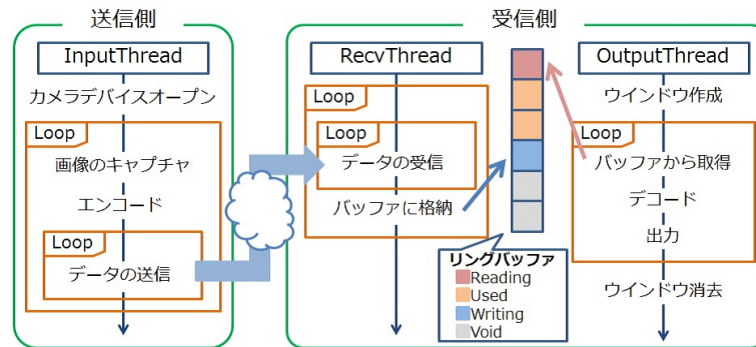 送信側
InputThread
カメラデバイスオープン
Loop
画像のキャプチャ
エンコード
Loop
データの送信
受信側
RecvThread
Loop
Loop
データの受信
バッファに格納
リングバッファ
Reading
Used
Writing
Void
OutputThread
ウインドウ作成
Loop
バッファから取得
デコード
出力
ウインドウ消去